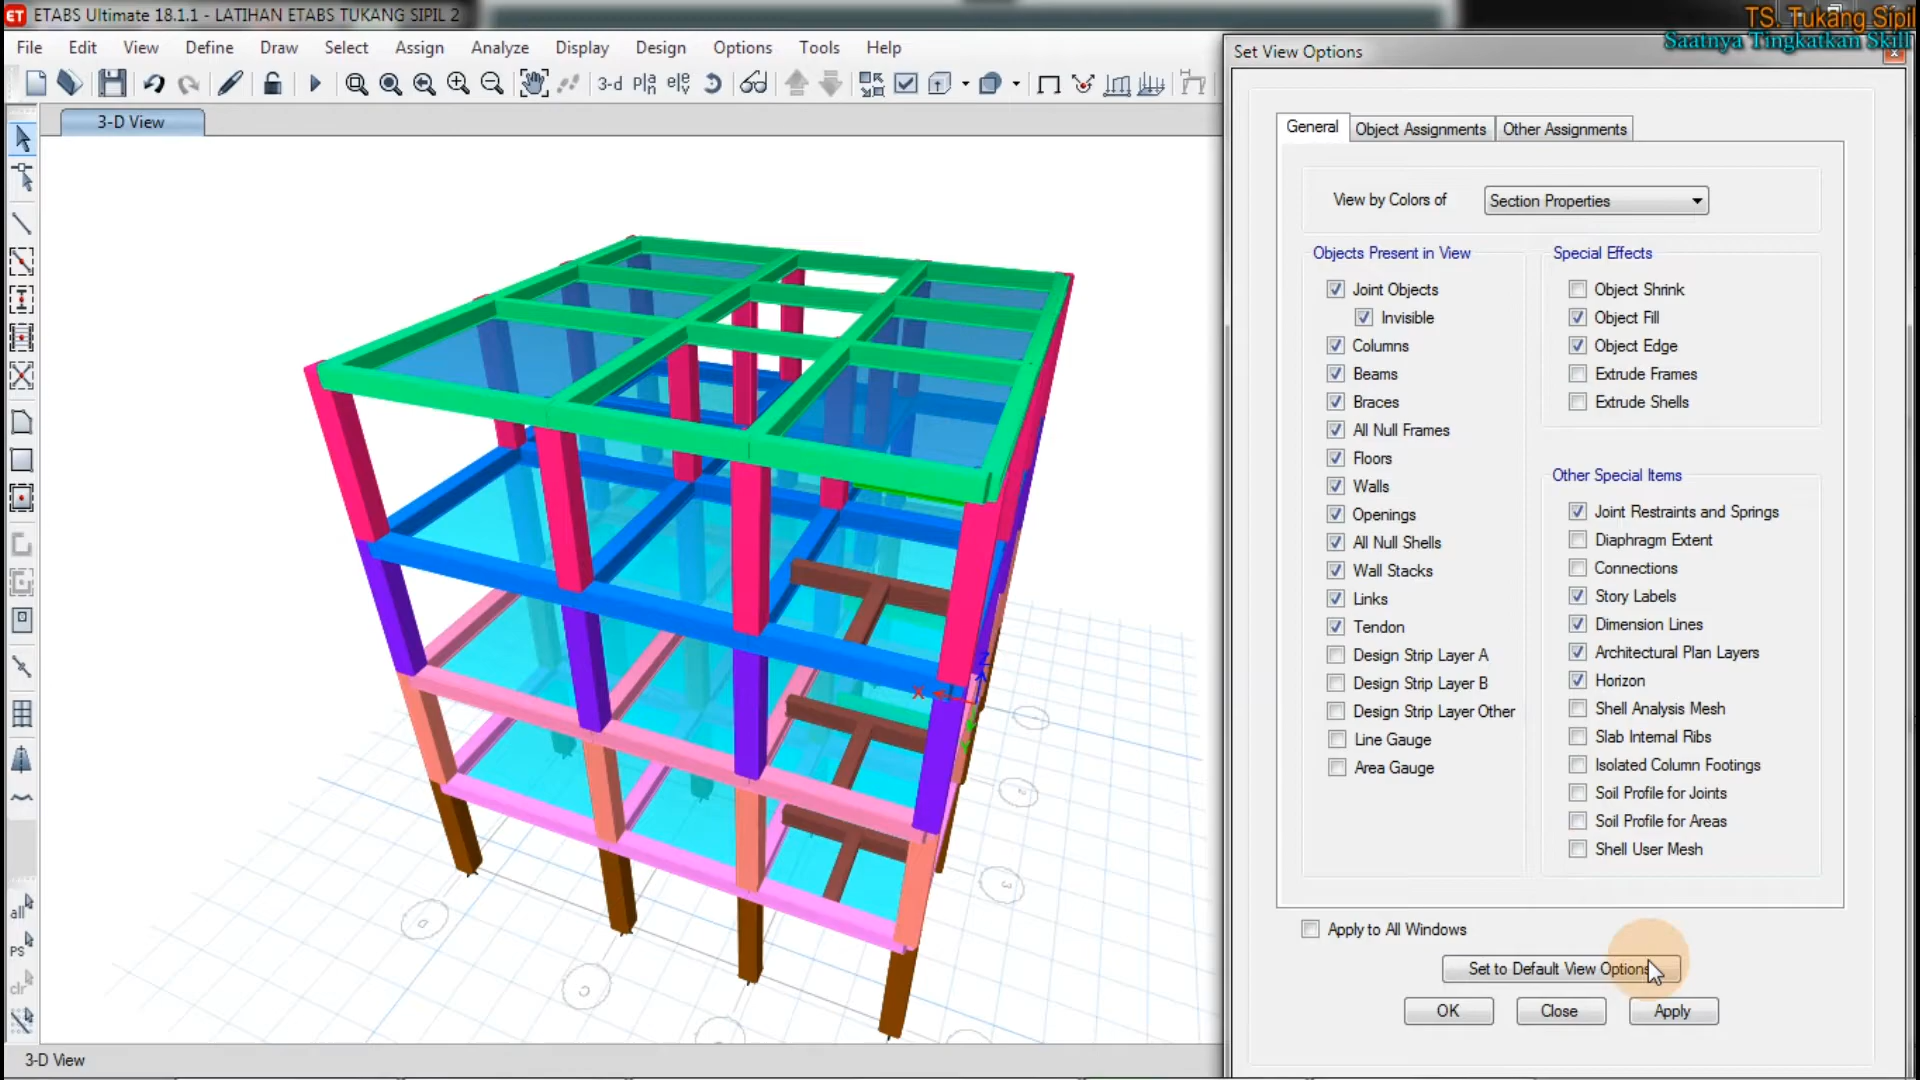 ETABS Ultimate 18.1.1 - LATIHAN ETABS TUKANG SIPIL 2
TS. Tukang Sipil
Saatnya Tingkatkan Skill
File Edit View Define Draw Select Assign Analyze Display Design Options Tools Help
Set View Options
3-d
3-D View
General Object Assignments Other Assignments
View by Colors of Section Properties
Objects Present in View
Joint Objects
Invisible
Columns
Beams
Braces
All Null Frames
Floors
Walls
Openings
All Null Shells
Wall Stacks
Links
Tendon
Design Strip Layer A
Design Strip Layer B
Design Strip Layer Other
Line Gauge
Area Gauge
Special Effects
Object Shrink
Object Fill
Object Edge
Extrude Frames
Extrude Shells
Other Special Items
Joint Restraints and Springs
Diaphragm Extent
Connections
Story Labels
Dimension Lines
Architectural Plan Layers
Horizon
Shell Analysis Mesh
Slab Internal Ribs
Isolated Column Footings
Soil Profile for Joints
Soil Profile for Areas
Shell User Mesh
Z
X
D
C
all
PS
clr
Apply to All Windows
Set to Default View Options
OK Close Apply
3-D View